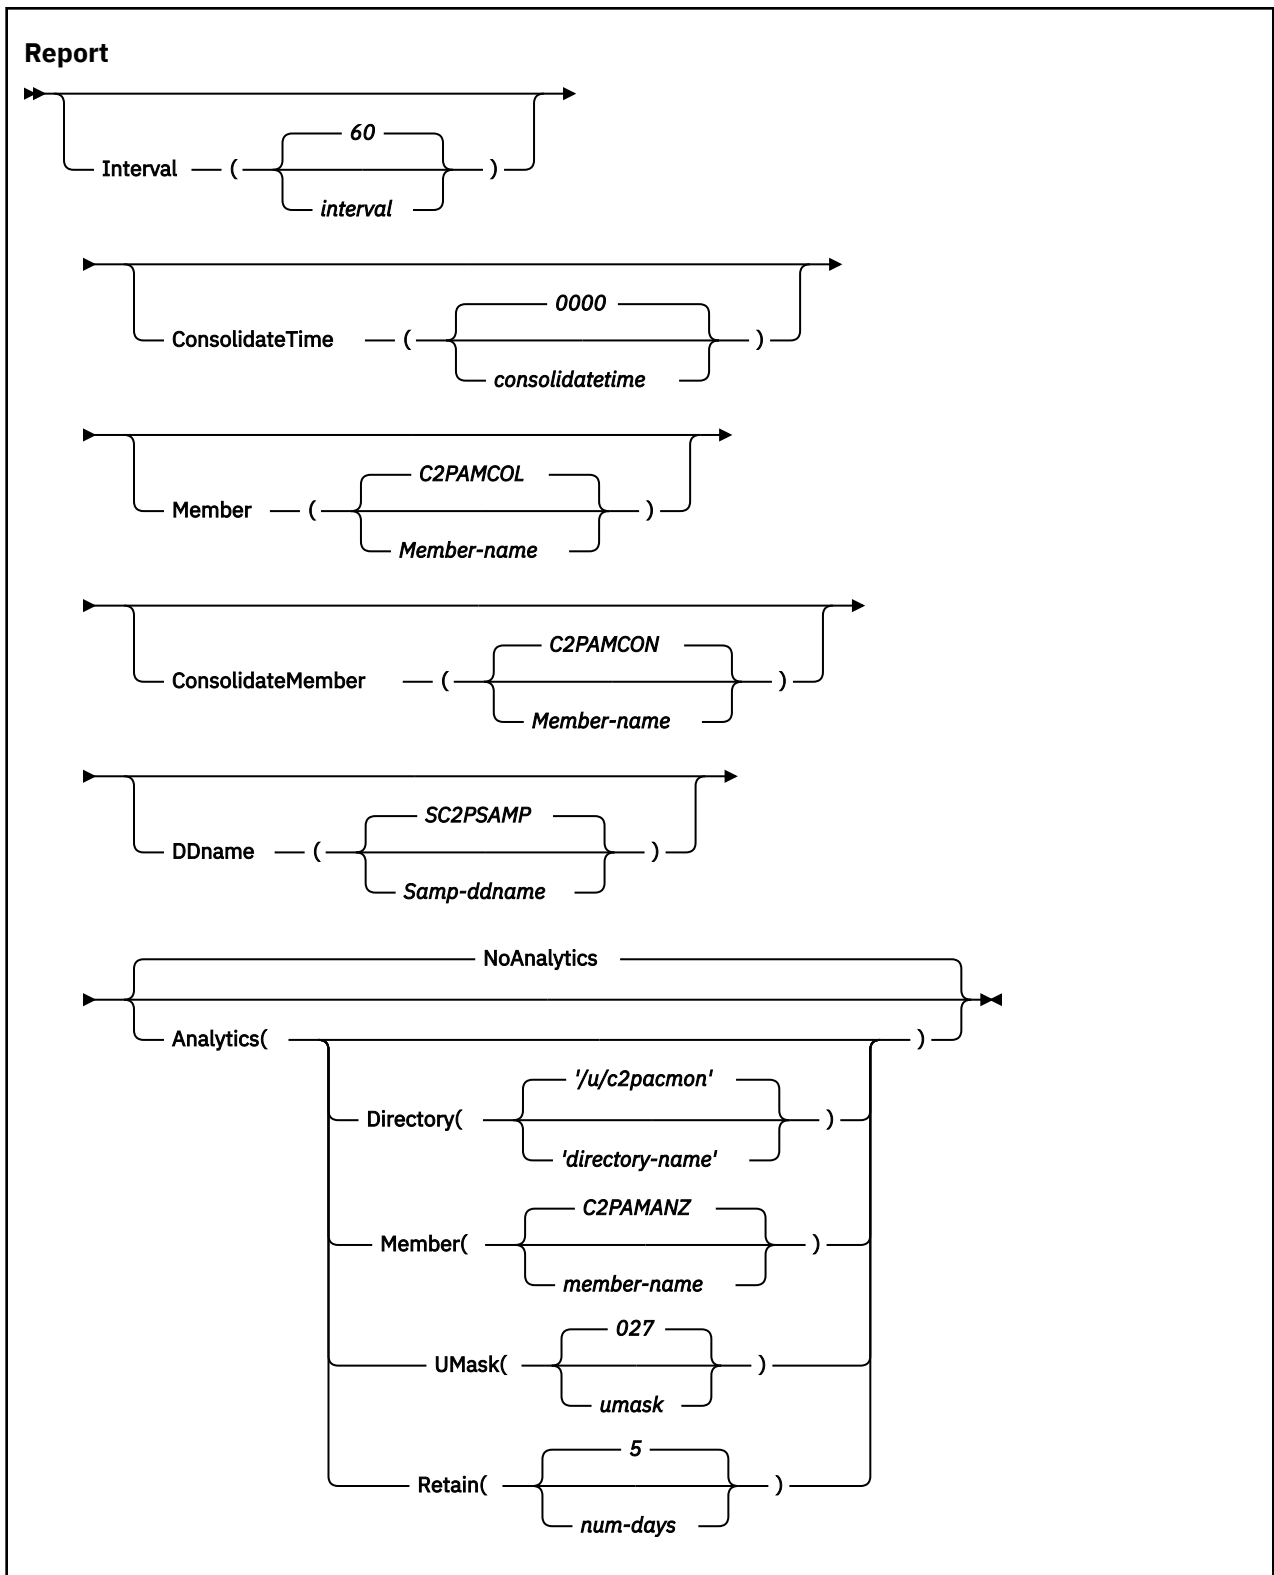 Report
60
Interval ( )
interval
0000
ConsolidateTime ( )
consolidatetime
C2PAMCOL
Member ( )
Member-name
C2PAMCON
ConsolidateMember ( )
Member-name
SC2PSAMP
DDname ( )
Samp-ddname
NoAnalytics
Analytics( )
'/u/c2pacmon'
Directory( )
'directory-name'
C2PAMANZ
Member( )
member-name
027
UMask( )
umask
5
Retain( )
num-days